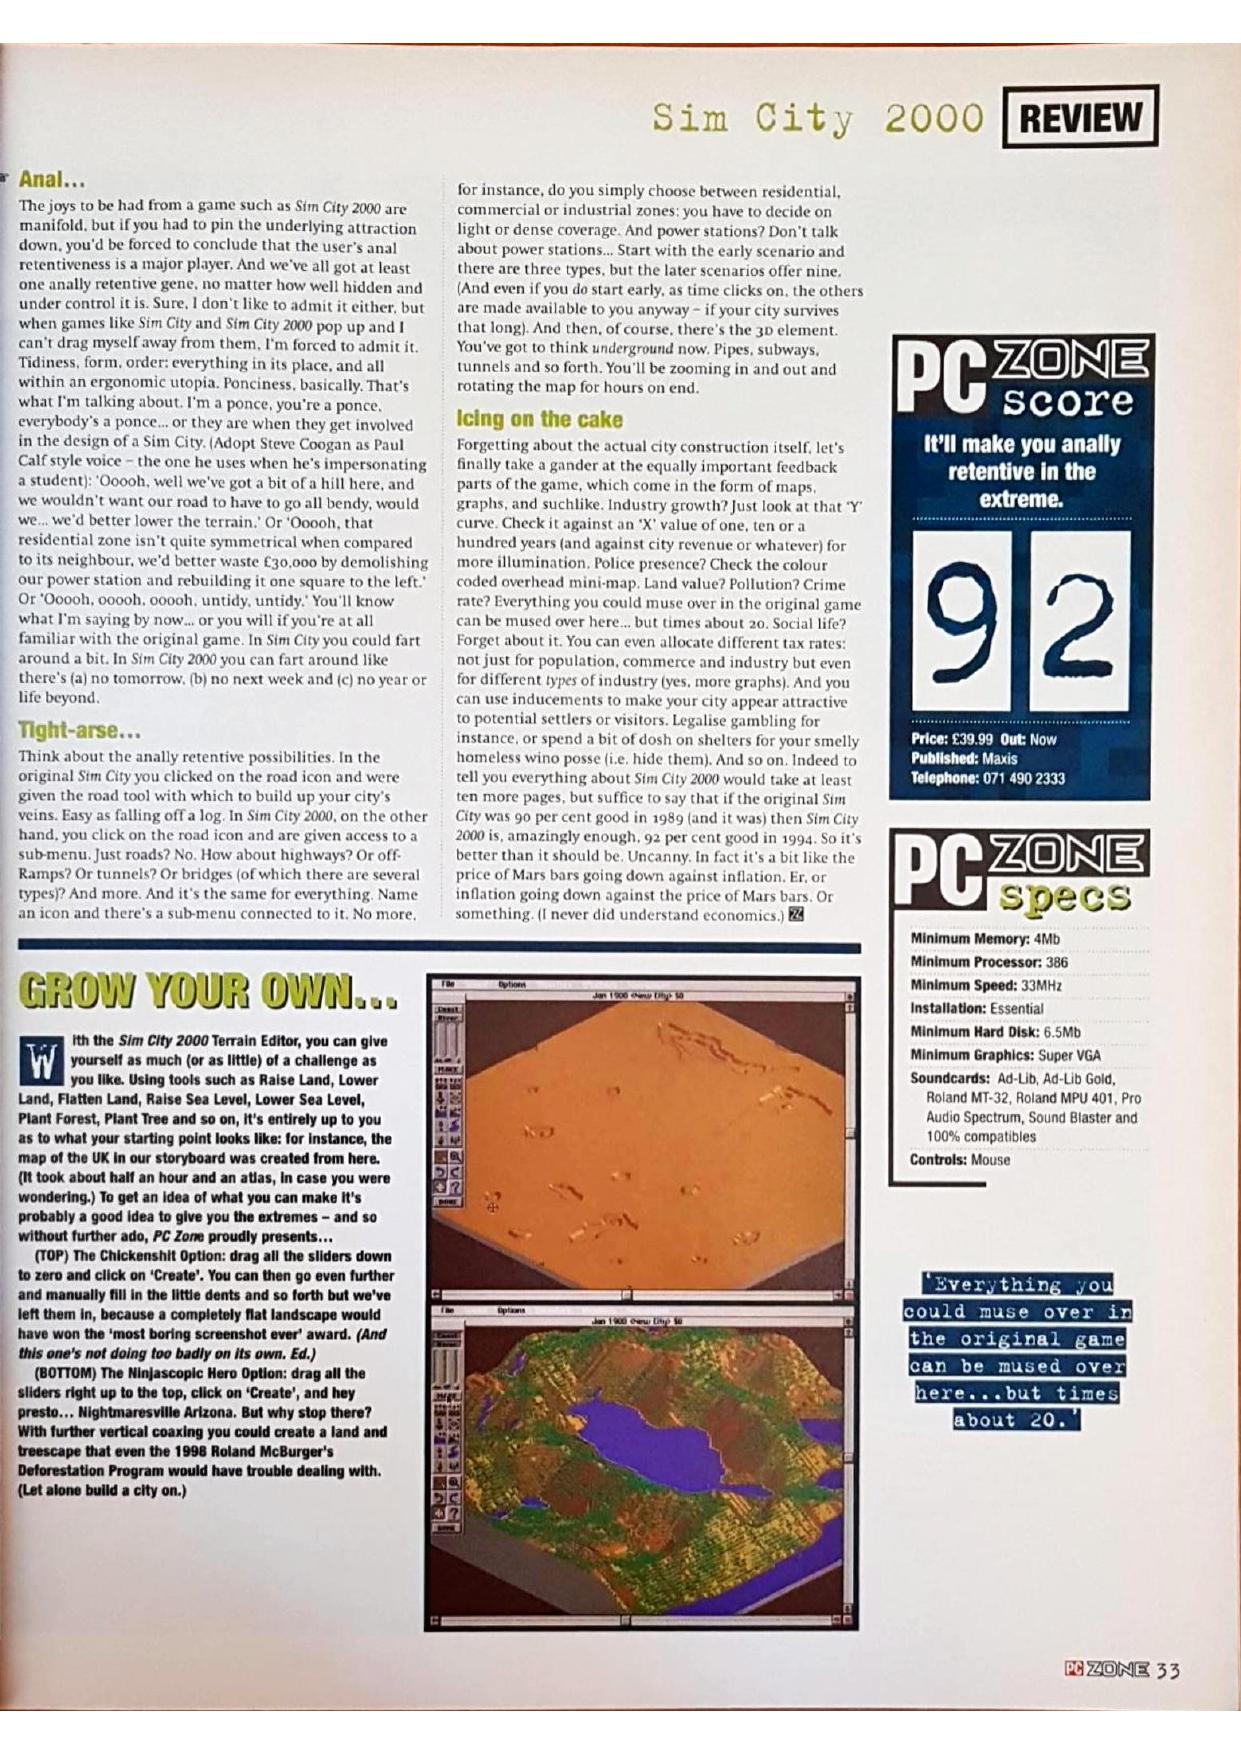 Sim City 2000 REVIEW
Anal...
The joys to be had from a game such as Sim City 2000 are
manifold, but if you had to pin the underlying attraction
down, you'd be forced to conclude that the user's anal
retentiveness is a major player. And we've all got at least
one anally retentive gene, no matter how well hidden and
under control it is. Sure, I don't like to admit it either, but
when games like Sim City and Sim City 2000 pop up and I
can't drag myself away from them, I'm forced to admit it.
Tidiness, form, order: everything in its place, and all
within an ergonomic utopia. Ponciness, basically. That's
what I'm talking about. I'm a ponce, you're a ponce,
everybody's a ponce... or they are when they get involved
in the design of a Sim City. (Adopt Steve Coogan as Paul
Calf style voice – the one he uses when he's impersonating
a student): 'Ooooh, well we've got a bit of a hill here, and
we wouldn't want our road to have to go all bendy, would
we... we'd better lower the terrain.' Or 'Ooooh, that
residential zone isn't quite symmetrical when compared
to its neighbour, we'd better waste £30,000 by demolishing
our power station and rebuilding it one square to the left.'
Or 'Ooooh, ooooh, ooooh, untidy, untidy.' You'll know
what I'm saying by now... or you will if you're at all
familiar with the original game. In Sim City you could fart
around a bit. In Sim City 2000 you can fart around like
there's (a) no tomorrow, (b) no next week and (c) no year or
life beyond.
Tight-arse...
Think about the anally retentive possibilities. In the
original Sim City you clicked on the road icon and were
given the road tool with which to build up your city's
veins. Easy as falling off a log. In Sim City 2000, on the other
hand, you click on the road icon and are given access to a
sub-menu. Just roads? No. How about highways? Or off-
Ramps? Or tunnels? Or bridges (of which there are several
types)? And more. And it's the same for everything. Name
an icon and there's a sub-menu connected to it. No more,
for instance, do you simply choose between residential,
commercial or industrial zones: you have to decide on
light or dense coverage. And power stations? Don't talk
about power stations... Start with the early scenario and
there are three types, but the later scenarios offer nine.
(And even if you do start early, as time clicks on, the others
are made available to you anyway – if your city survives
that long). And then, of course, there's the 3D element.
You've got to think underground now. Pipes, subways,
tunnels and so forth. You'll be zooming in and out and
rotating the map for hours on end.
Icing on the cake
Forgetting about the actual city construction itself, let's
finally take a gander at the equally important feedback
parts of the game, which come in the form of maps,
graphs, and suchlike. Industry growth? Just look at that 'Y'
curve. Check it against an 'X' value of one, ten or a
hundred years (and against city revenue or whatever) for
more illumination. Police presence? Check the colour
coded overhead mini-map. Land value? Pollution? Crime
rate? Everything you could muse over in the original game
can be mused over here... but times about 20. Social life?
Forget about it. You can even allocate different tax rates:
not just for population, commerce and industry but even
for different types of industry (yes, more graphs). And you
can use inducements to make your city appear attractive
to potential settlers or visitors. Legalise gambling for
instance, or spend a bit of dosh on shelters for your smelly
homeless wino posse (i.e. hide them). And so on. Indeed to
tell you everything about Sim City 2000 would take at least
ten more pages, but suffice to say that if the original Sim
City was 90 per cent good in 1989 (and it was) then Sim City
2000 is, amazingly enough, 92 per cent good in 1994. So it's
better than it should be. Uncanny. In fact it's a bit like the
price of Mars bars going down against inflation. Er, or
inflation going down against the price of Mars bars. Or
something. (I never did understand economics.) Z
PC ZONE
score
It'll make you anally
retentive in the
extreme.
92
Price: £39.99 Out: Now
Published: Maxis
Telephone: 071 490 2333
PC ZONE
specs
Minimum Memory: 4Mb
Minimum Processor: 386
Minimum Speed: 33MHz
Installation: Essential
Minimum Hard Disk: 6.5Mb
Minimum Graphics: Super VGA
Soundcards: Ad-Lib, Ad-Lib Gold,
Roland MT-32, Roland MPU 401, Pro
Audio Spectrum, Sound Blaster and
100% compatibles
Controls: Mouse
'Everything you
could muse over in
the original game
can be mused over
here...but times
about 20.'
GROW YOUR OWN...
With the Sim City 2000 Terrain Editor, you can give
yourself as much (or as little) of a challenge as
you like. Using tools such as Raise Land, Lower
Land, Flatten Land, Raise Sea Level, Lower Sea Level,
Plant Forest, Plant Tree and so on, it's entirely up to you
as to what your starting point looks like: for instance, the
map of the UK in our storyboard was created from here.
(It took about half an hour and an atlas, in case you were
wondering.) To get an idea of what you can make it's
probably a good idea to give you the extremes – and so
without further ado, PC Zone proudly presents...
(TOP) The Chickenshit Option: drag all the sliders down
to zero and click on 'Create'. You can then go even further
and manually fill in the little dents and so forth but we've
left them in, because a completely flat landscape would
have won the 'most boring screenshot ever' award. (And
this one's not doing too badly on its own. Ed.)
(BOTTOM) The Ninjascopic Hero Option: drag all the
sliders right up to the top, click on 'Create', and hey
presto... Nightmaresville Arizona. But why stop there?
With further vertical coaxing you could create a land and
treescape that even the 1998 Roland McBurger's
Deforestation Program would have trouble dealing with.
(Let alone build a city on.)
File Options
Jan 1900 <New City> $0
File Options
Jan 1900 <New City> $0
PC ZONE 33